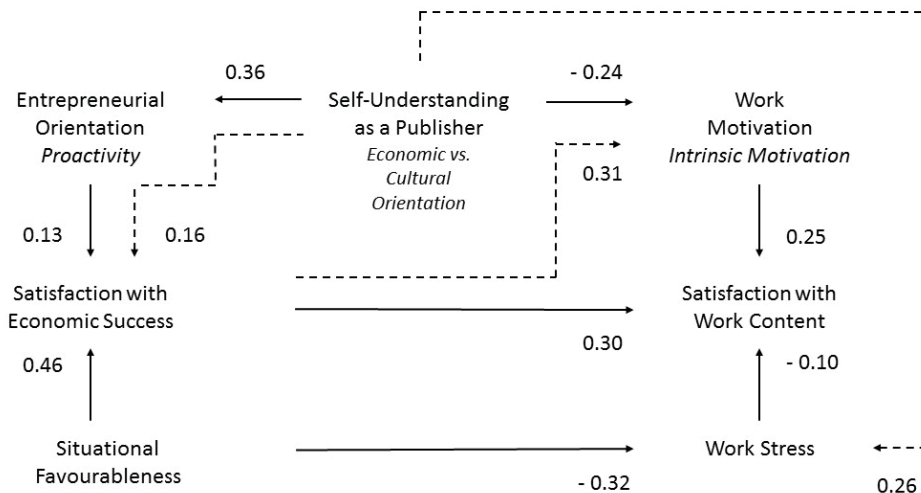 0.36
- 0.24
Entrepreneurial
Orientation
Proactivity
Self-Understanding
as a Publisher
Economic vs.
Cultural
Orientation
Work
Motivation
Intrinsic Motivation
0.31
0.13
0.16
0.25
Satisfaction with
Economic Success
Satisfaction with
Work Content
0.46
0.30
- 0.10
Situational
Favourableness
Work Stress
- 0.32
0.26